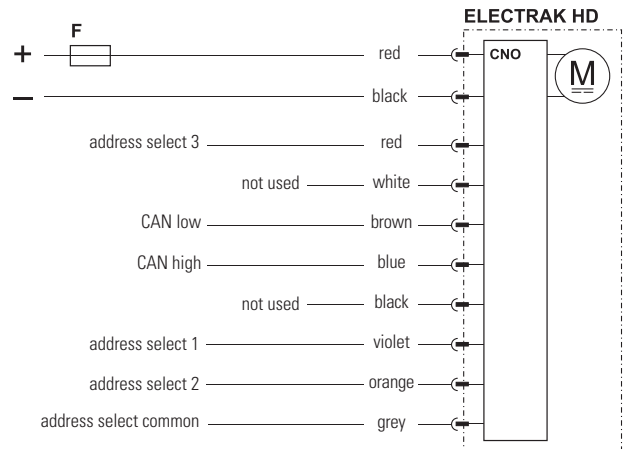 ELECTRAK HD
F
+ red CNO
M
– black
address select 3 red
not used white
CAN low brown
CAN high blue
not used black
address select 1 violet
address select 2 orange
address select common grey